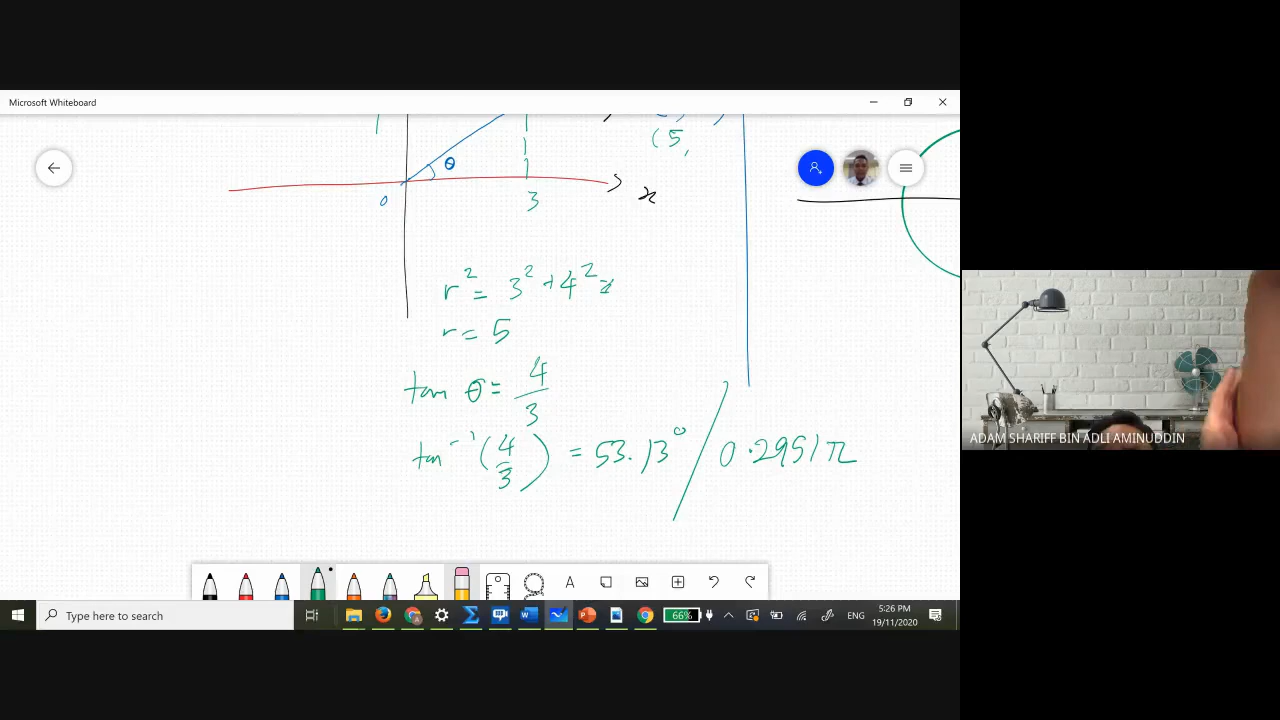 Microsoft Whiteboard
(5,
θ
x
0
3
r² = 3² + 4²
r = 5
tan θ = 4/3
tan⁻¹(4/3) = 53.13° / 0.2951π
ADAM SHARIFF BIN ADLI AMINUDDIN
Type here to search
66%
ENG
5:26 PM
19/11/2020